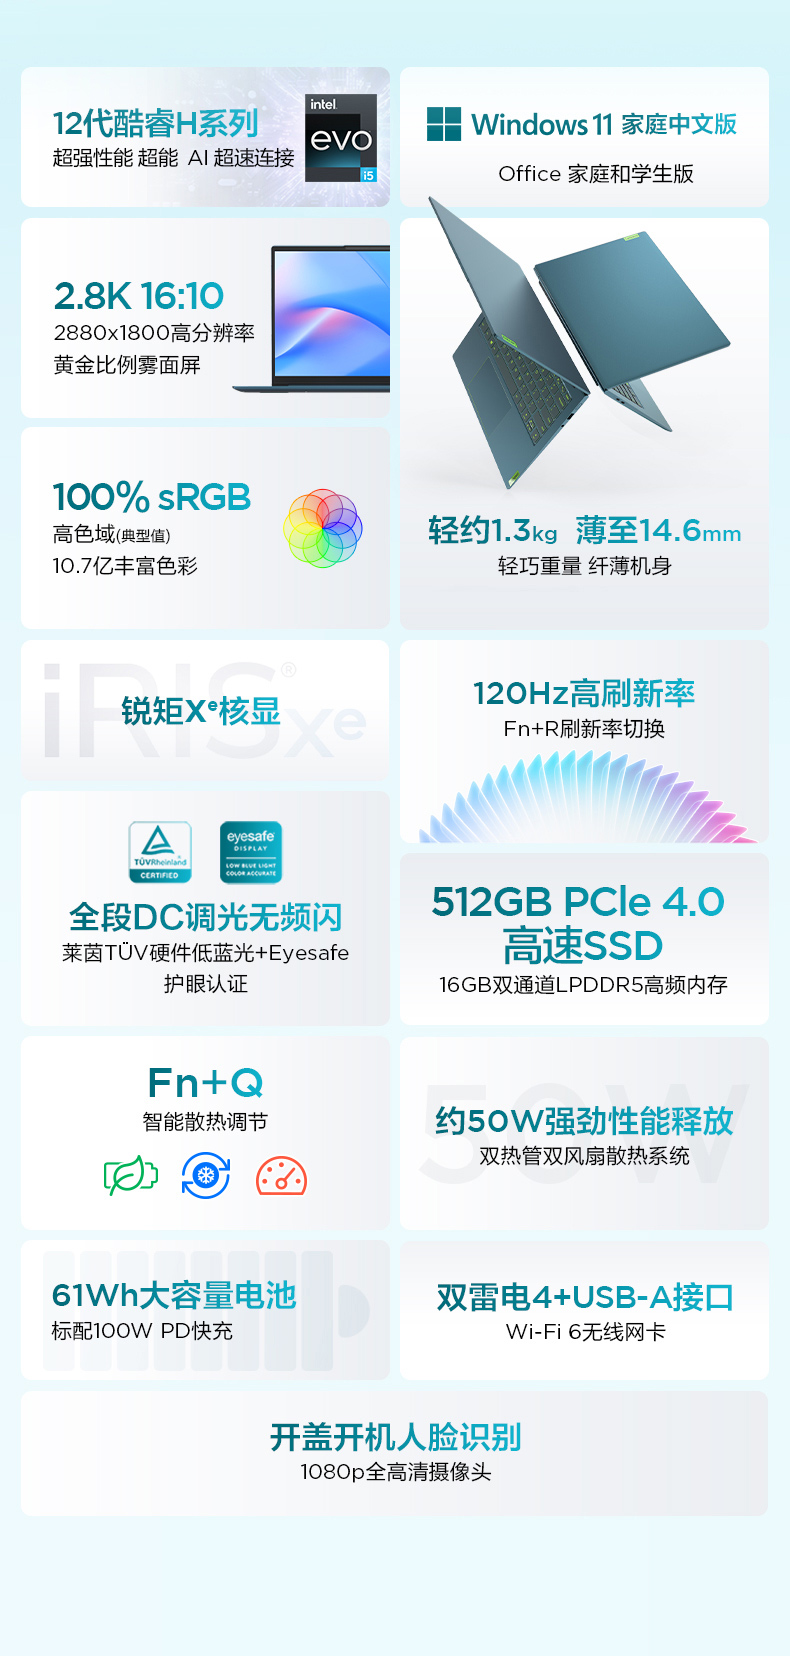 12代酷睿H系列
超强性能 超能 AI 超速连接
intel.
evo
i5
Windows 11 家庭中文版
Office 家庭和学生版
2.8K 16:10
2880x1800高分辨率
黄金比例雾面屏
100% sRGB
高色域(典型值)
10.7亿丰富色彩
轻约1.3kg 薄至14.6mm
轻巧重量 纤薄机身
iRIS® xe
锐矩Xe核显
120Hz高刷新率
Fn+R刷新率切换
TÜVRheinland
CERTIFIED
eyesafe
DISPLAY
LOW BLUE LIGHT
COLOR ACCURATE
全段DC调光无频闪
莱茵TÜV硬件低蓝光+Eyesafe
护眼认证
512GB PCle 4.0
高速SSD
16GB双通道LPDDR5高频内存
Fn+Q
智能散热调节
50W
约50W强劲性能释放
双热管双风扇散热系统
61Wh大容量电池
标配100W PD快充
双雷电4+USB-A接口
Wi-Fi 6无线网卡
开盖开机人脸识别
1080p全高清摄像头